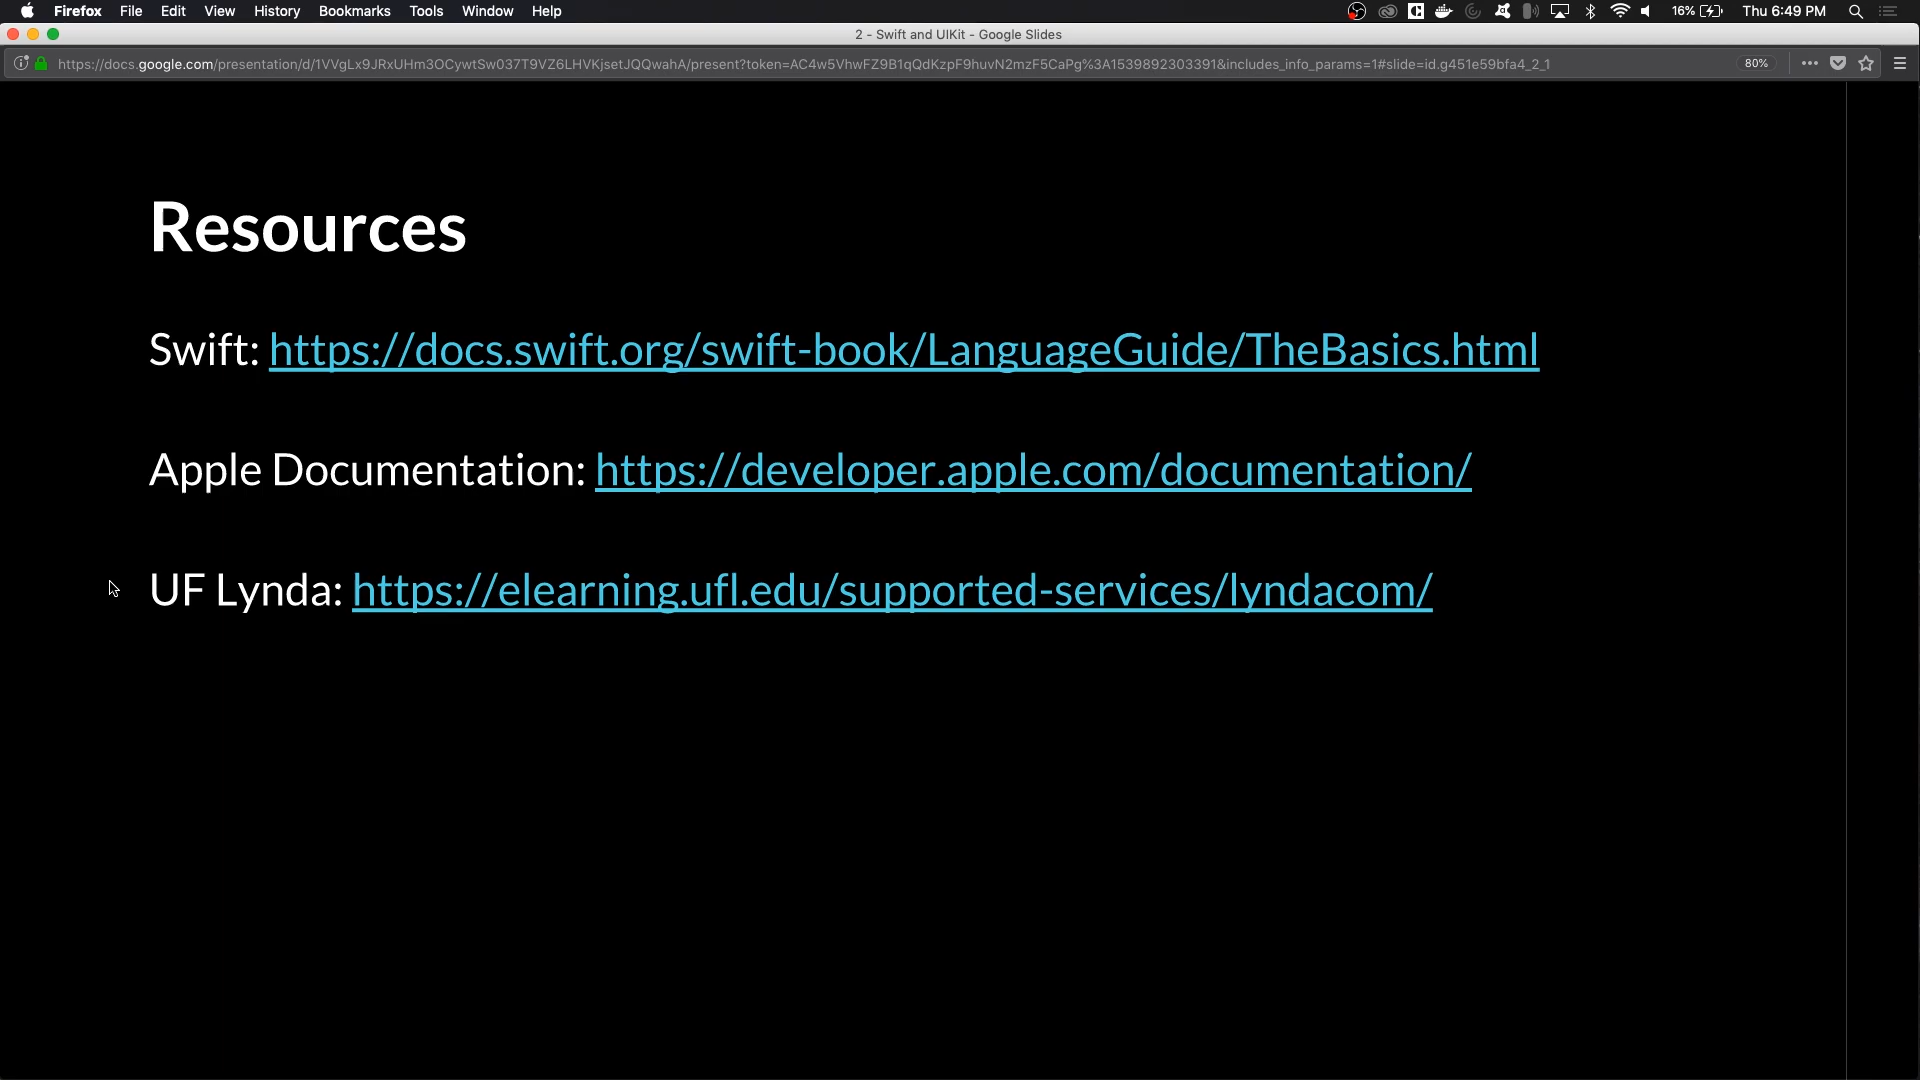 Firefox File Edit View History Bookmarks Tools Window Help 16% Thu 6:49 PM
2 - Swift and UIKit - Google Slides
https://docs.google.com/presentation/d/1VVgLx9JRxUHm3OCywtSw037T9VZ6LHVKjsetJQQwahA/present?token=AC4w5VhwFZ9B1qQdKzpF9huvN2mzF5CaPg%3A1539892303391&includes_info_params=1#slide=id.g451e59bfa4_2_1 80%
Resources
Swift: https://docs.swift.org/swift-book/LanguageGuide/TheBasics.html
Apple Documentation: https://developer.apple.com/documentation/
UF Lynda: https://elearning.ufl.edu/supported-services/lyndacom/